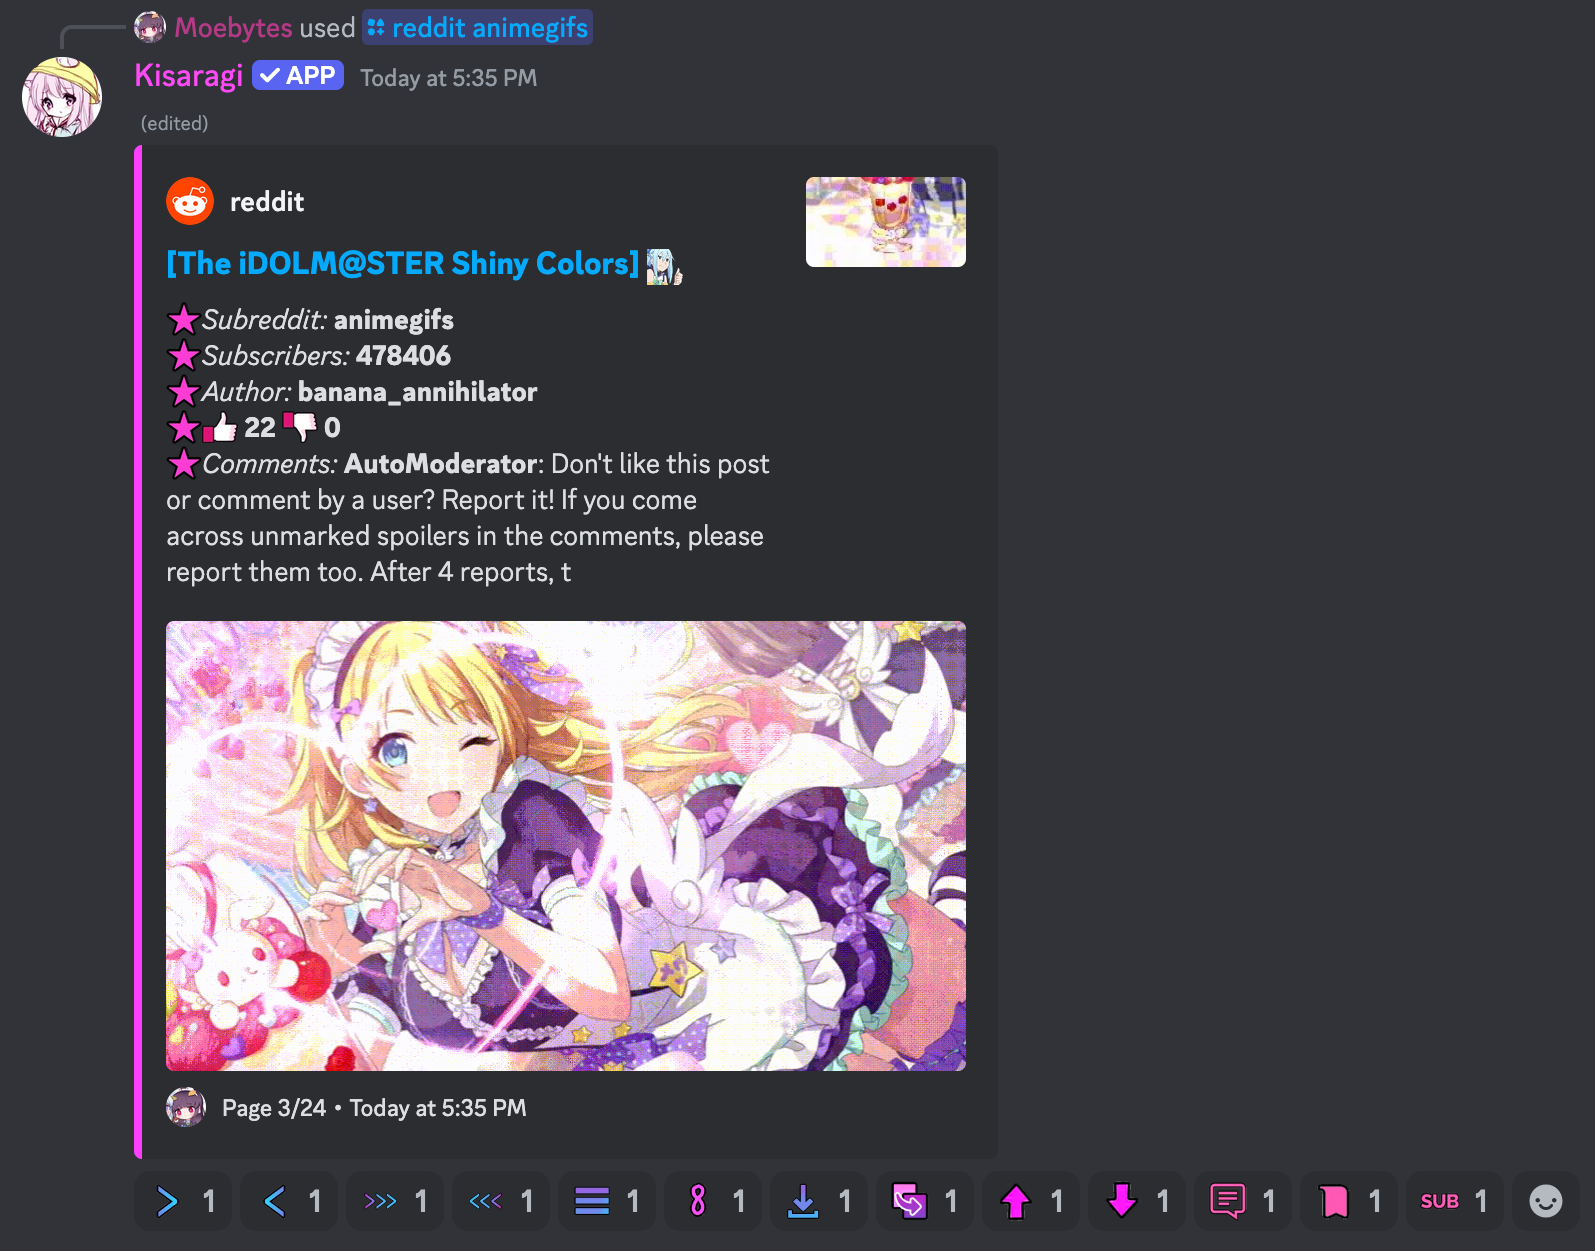 Moebytes used reddit animegifs
Kisaragi APP Today at 5:35 PM
(edited)
reddit
[The iDOLM@STER Shiny Colors]
Subreddit: animegifs
Subscribers: 478406
Author: banana_annihilator
22 0
Comments: AutoModerator: Don't like this post
or comment by a user? Report it! If you come
across unmarked spoilers in the comments, please
report them too. After 4 reports, t
Page 3/24 • Today at 5:35 PM
1 1 1 1 1 8 1 1 1 1 1 1 1 SUB 1